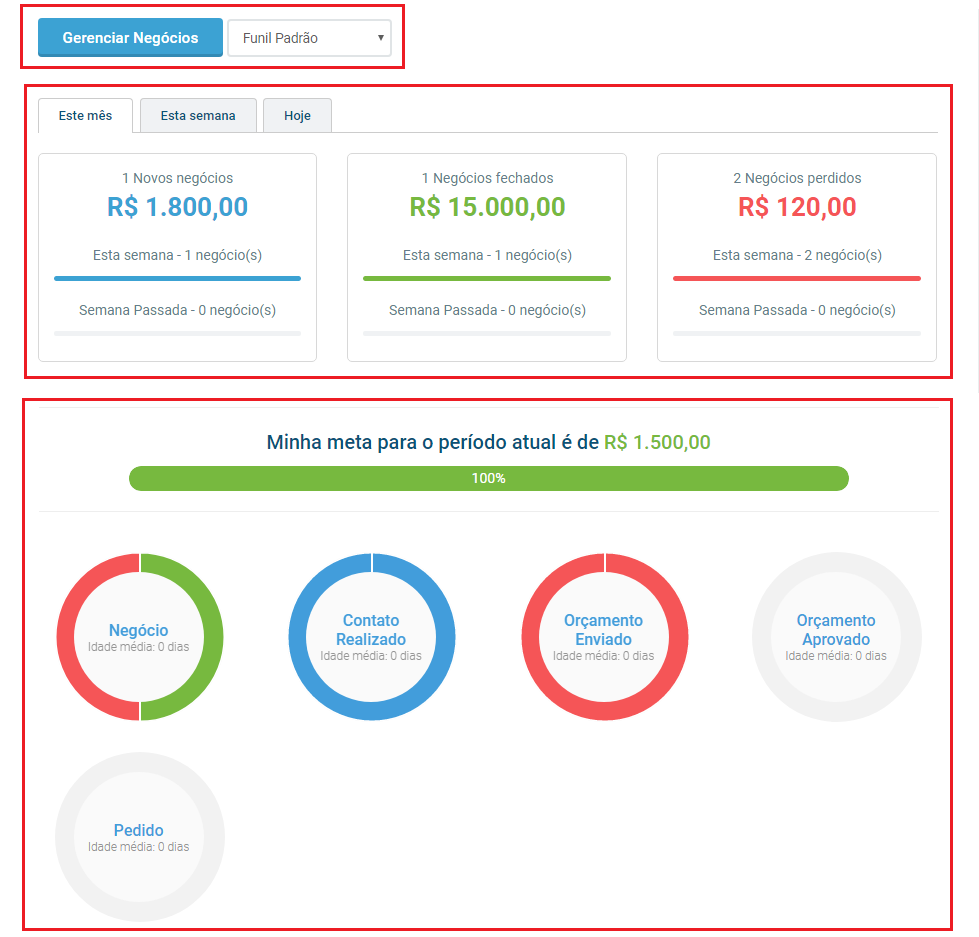 Gerenciar Negócios
Funil Padrão
Este mês
Esta semana
Hoje
1 Novos negócios
R$ 1.800,00
Esta semana - 1 negócio(s)
Semana Passada - 0 negócio(s)
1 Negócios fechados
R$ 15.000,00
Esta semana - 1 negócio(s)
Semana Passada - 0 negócio(s)
2 Negócios perdidos
R$ 120,00
Esta semana - 2 negócio(s)
Semana Passada - 0 negócio(s)
Minha meta para o período atual é de R$ 1.500,00
100%
Negócio
Idade média: 0 dias
Contato
Realizado
Idade média: 0 dias
Orçamento
Enviado
Idade média: 0 dias
Orçamento
Aprovado
Idade média: 0 dias
Pedido
Idade média: 0 dias